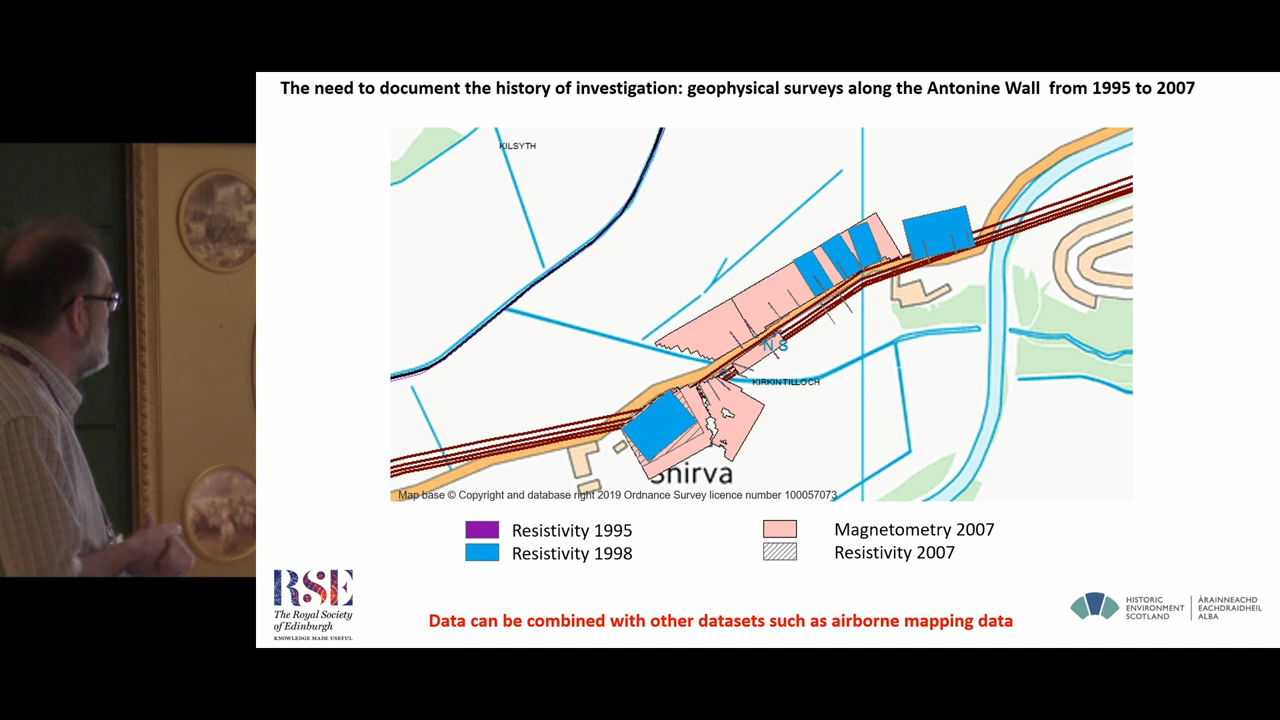 The need to document the history of investigation: geophysical surveys along the Antonine Wall from 1995 to 2007
KILSYTH
N S
KIRKINTILLOCH
Shirva
Map base © Copyright and database right 2019 Ordnance Survey licence number 100057073
Resistivity 1995
Magnetometry 2007
Resistivity 1998
Resistivity 2007
RSE
The Royal Society
of Edinburgh
KNOWLEDGE MADE USEFUL
Data can be combined with other datasets such as airborne mapping data
HISTORIC
ENVIRONMENT
SCOTLAND
ÀRAINNEACHD
EACHDRAIDHEIL
ALBA